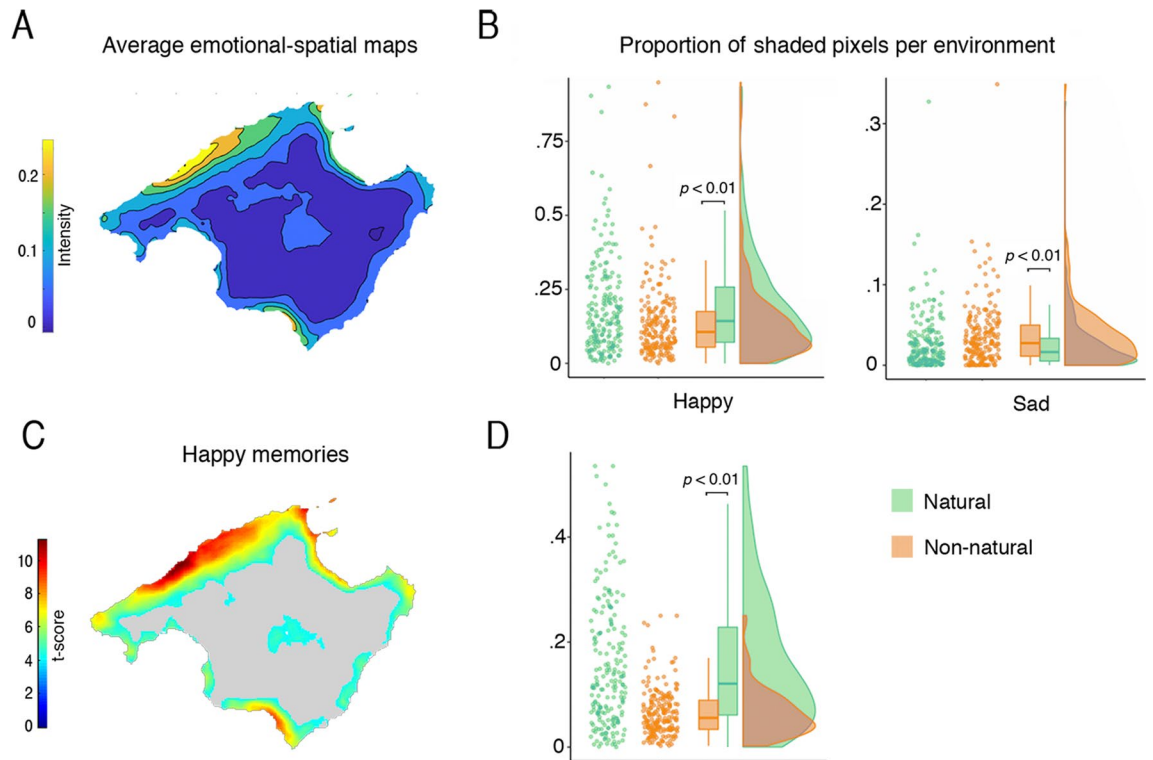 A
Average emotional-spatial maps
0.2
0.1
0
Intensity
B
Proportion of shaded pixels per environment
.75
0.5
.25
0
p < 0.01
Happy
.3
.2
.1
0
p < 0.01
Sad
C
Happy memories
10
8
6
4
2
0
t-score
D
.4
.2
0
p < 0.01
Natural
Non-natural